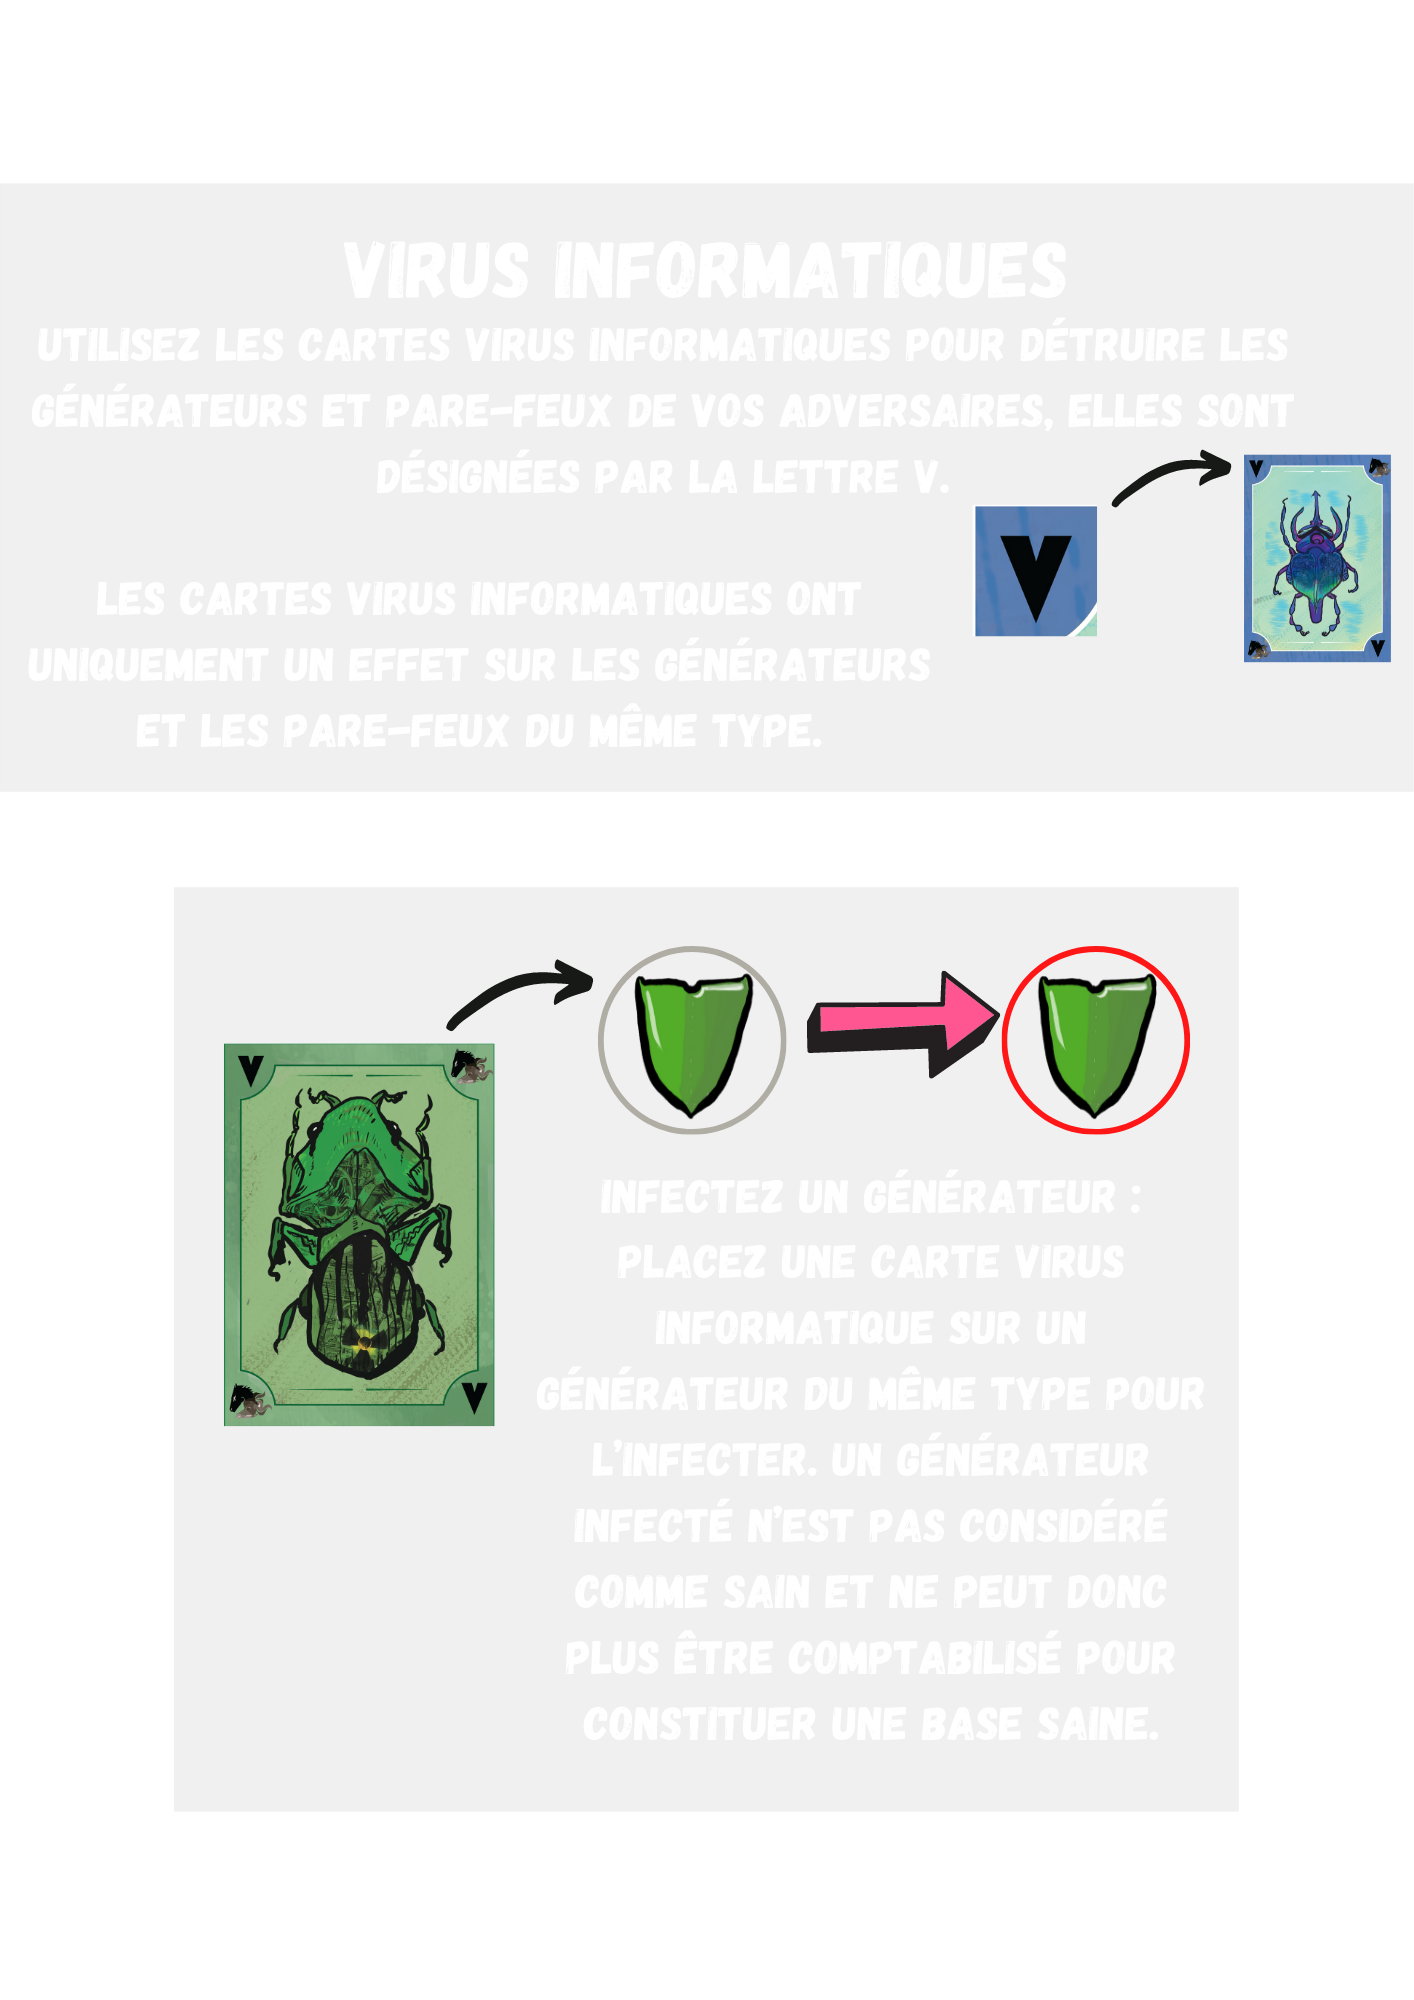 VIRUS INFORMATIQUES
UTILISEZ LES CARTES VIRUS INFORMATIQUES POUR DÉTRUIRE LES
GÉNÉRATEURS ET PARE-FEUX DE VOS ADVERSAIRES, ELLES SONT
DÉSIGNÉES PAR LA LETTRE V.
V
V
V
LES CARTES VIRUS INFORMATIQUES ONT
UNIQUEMENT UN EFFET SUR LES GÉNÉRATEURS
ET LES PARE-FEUX DU MÊME TYPE.
V
V
INFECTEZ UN GÉNÉRATEUR :
PLACEZ UNE CARTE VIRUS
INFORMATIQUE SUR UN
GÉNÉRATEUR DU MÊME TYPE POUR
L'INFECTER. UN GÉNÉRATEUR
INFECTÉ N'EST PAS CONSIDÉRÉ
COMME SAIN ET NE PEUT DONC
PLUS ÊTRE COMPTABILISÉ POUR
CONSTITUER UNE BASE SAINE.